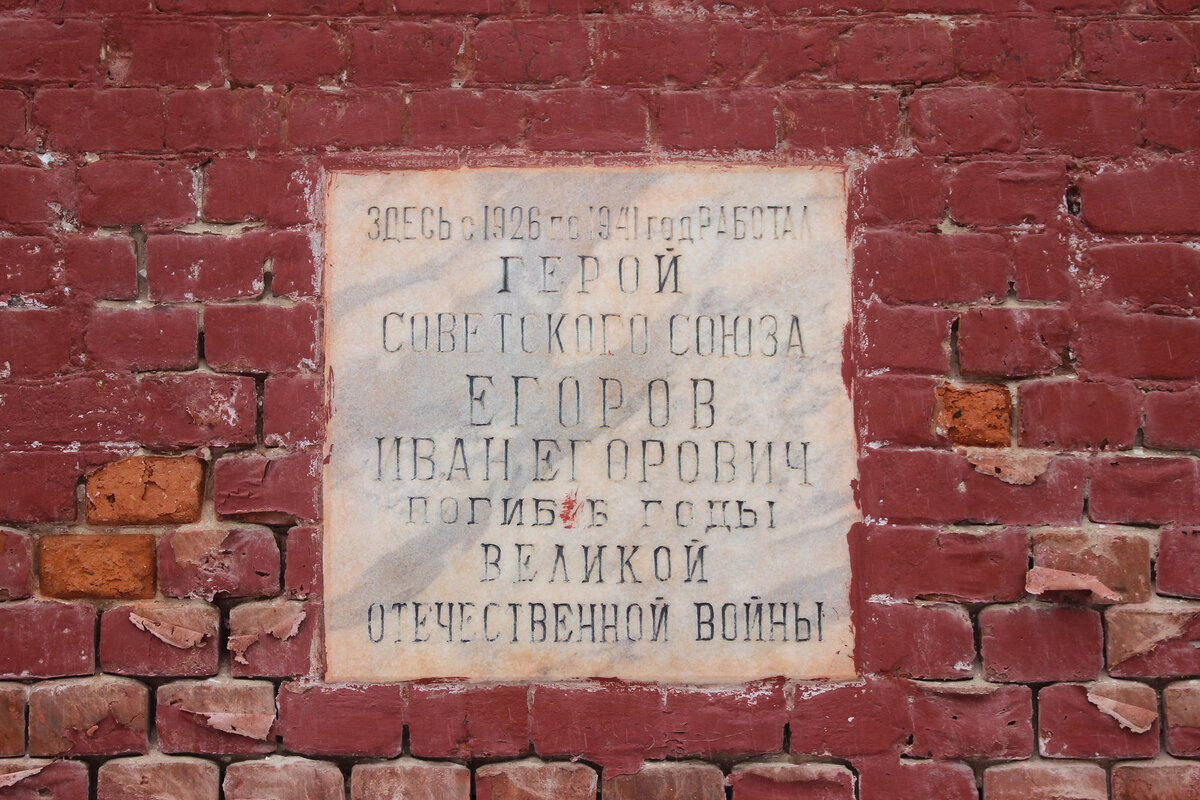 ЗДЕСЬ с 1926 по 1941 год РАБОТАЛ
ГЕРОЙ
СОВЕТСКОГО СОЮЗА
ЕГОРОВ
ИВАН ЕГОРОВИЧ
ПОГИБ В ГОДЫ
ВЕЛИКОЙ
ОТЕЧЕСТВЕННОЙ ВОЙНЫ